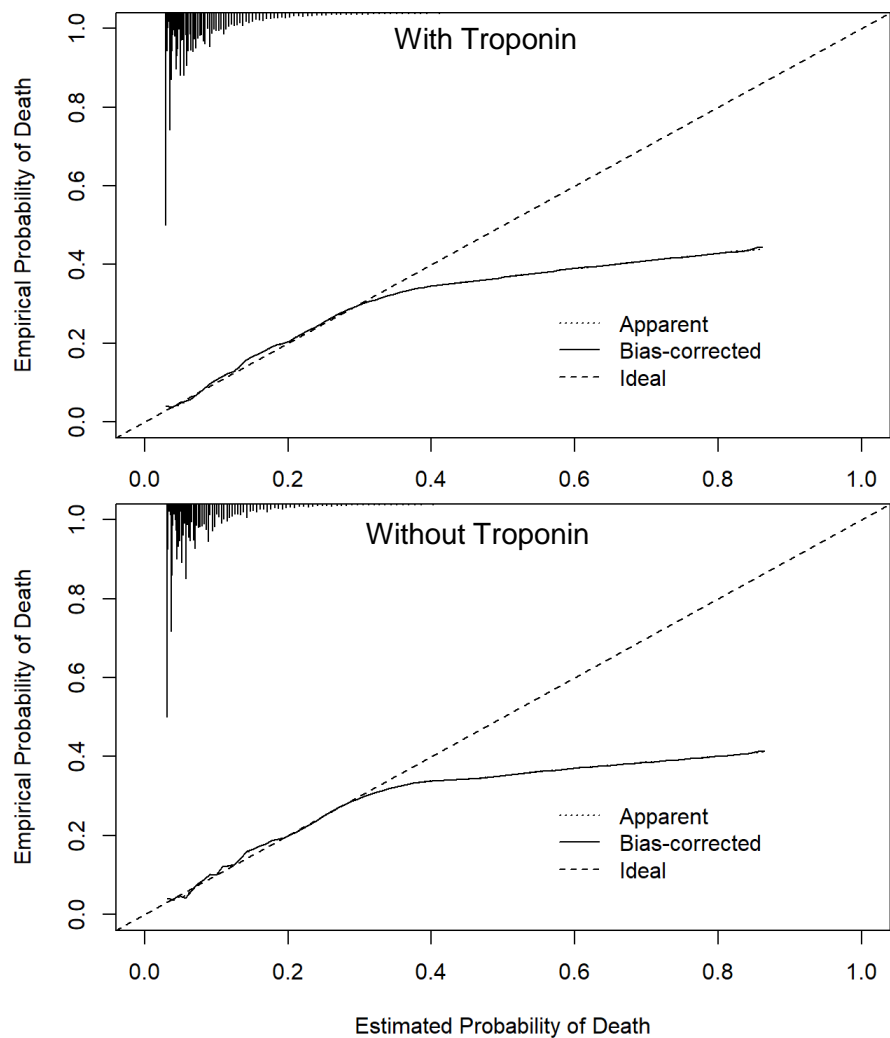 With Troponin
Empirical Probability of Death
1.0
0.8
0.6
0.4
0.2
0.0
Apparent
Bias-corrected
Ideal
0.0 0.2 0.4 0.6 0.8 1.0
Without Troponin
Empirical Probability of Death
1.0
0.8
0.6
0.4
0.2
0.0
Apparent
Bias-corrected
Ideal
0.0 0.2 0.4 0.6 0.8 1.0
Estimated Probability of Death